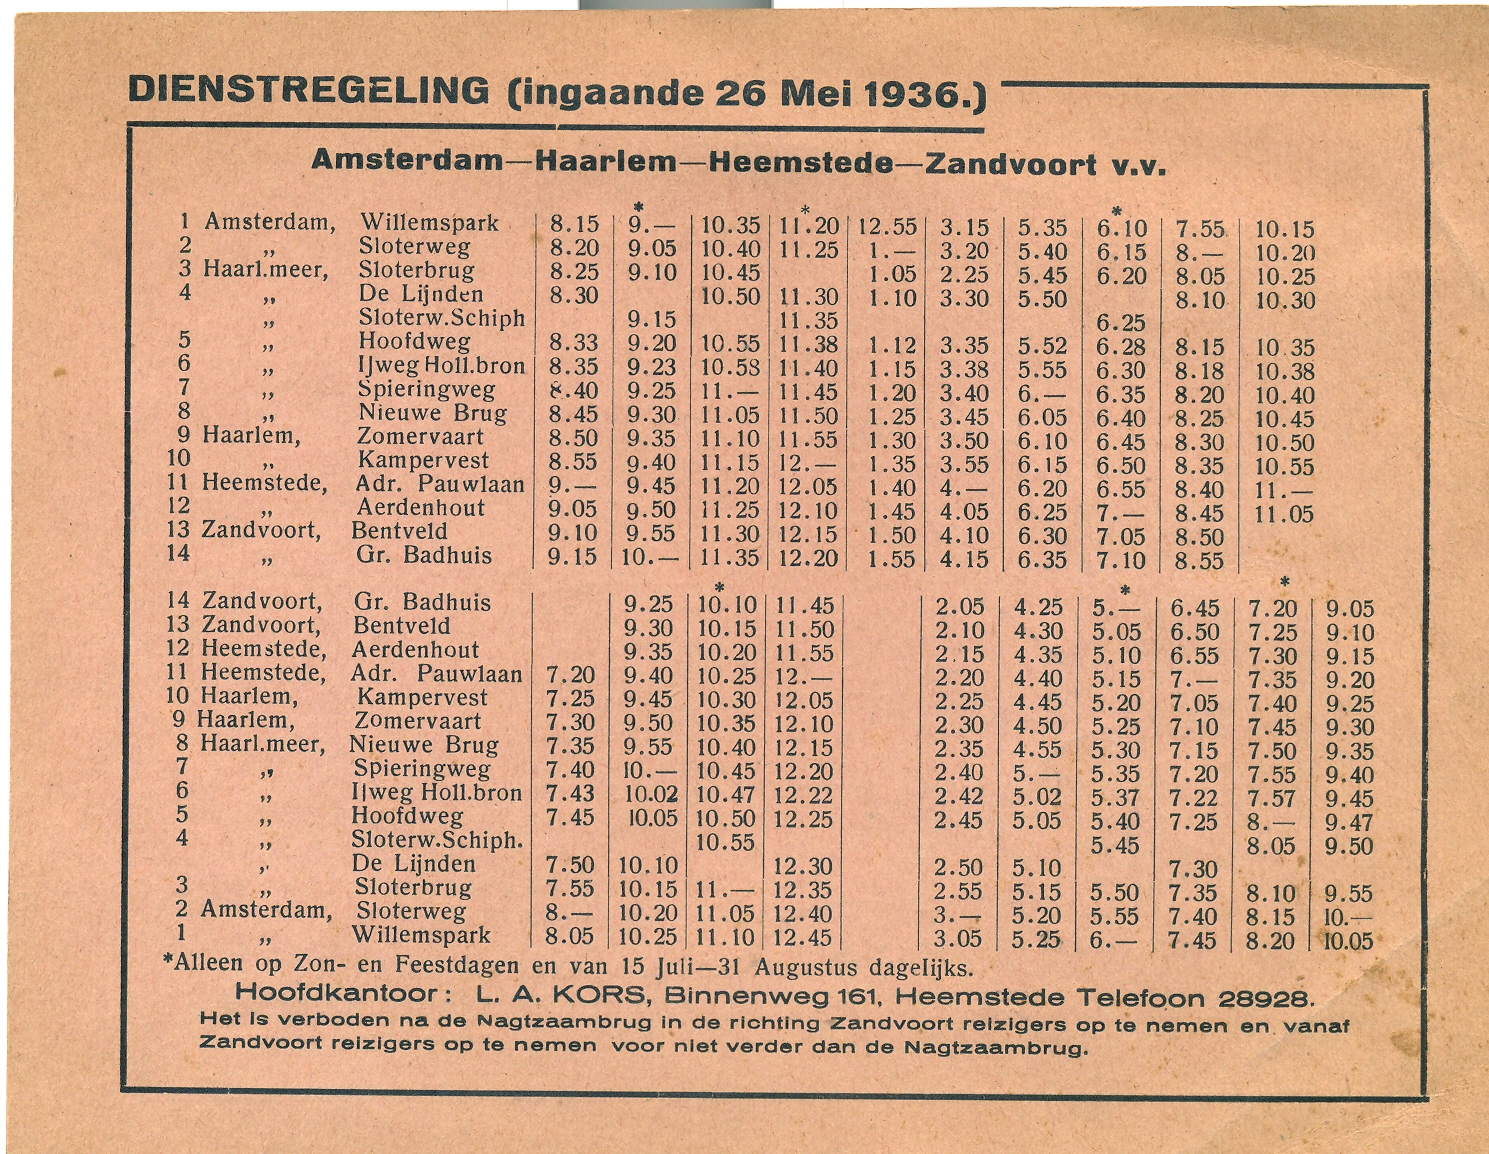 DIENSTREGELING (ingaande 26 Mei 1936.)
Amsterdam—Haarlem—Heemstede—Zandvoort v.v.
* * *
1 Amsterdam, Willemspark 8.15 9.— 10.35 11.20 12.55 3.15 5.35 6.10 7.55 10.15
2 ,, Sloterweg 8.20 9.05 10.40 11.25 1.— 3.20 5.40 6.15 8.— 10.20
3 Haarl.meer, Sloterbrug 8.25 9.10 10.45 1.05 2.25 5.45 6.20 8.05 10.25
4 ,, De Lijnden 8.30 10.50 11.30 1.10 3.30 5.50 8.10 10.30
,, Sloterw.Schiph 9.15 11.35 6.25
5 ,, Hoofdweg 8.33 9.20 10.55 11.38 1.12 3.35 5.52 6.28 8.15 10.35
6 ,, IJweg Holl.bron 8.35 9.23 10.58 11.40 1.15 3.38 5.55 6.30 8.18 10.38
7 ,, Spieringweg 8.40 9.25 11.— 11.45 1.20 3.40 6.— 6.35 8.20 10.40
8 ,, Nieuwe Brug 8.45 9.30 11.05 11.50 1.25 3.45 6.05 6.40 8.25 10.45
9 Haarlem, Zomervaart 8.50 9.35 11.10 11.55 1.30 3.50 6.10 6.45 8.30 10.50
10 ,, Kampervest 8.55 9.40 11.15 12.— 1.35 3.55 6.15 6.50 8.35 10.55
11 Heemstede, Adr. Pauwlaan 9.— 9.45 11.20 12.05 1.40 4.— 6.20 6.55 8.40 11.—
12 ,, Aerdenhout 9.05 9.50 11.25 12.10 1.45 4.05 6.25 7.— 8.45 11.05
13 Zandvoort, Bentveld 9.10 9.55 11.30 12.15 1.50 4.10 6.30 7.05 8.50
14 ,, Gr. Badhuis 9.15 10.— 11.35 12.20 1.55 4.15 6.35 7.10 8.55
* * *
14 Zandvoort, Gr. Badhuis 9.25 10.10 11.45 2.05 4.25 5.— 6.45 7.20 9.05
13 Zandvoort, Bentveld 9.30 10.15 11.50 2.10 4.30 5.05 6.50 7.25 9.10
12 Heemstede, Aerdenhout 9.35 10.20 11.55 2.15 4.35 5.10 6.55 7.30 9.15
11 Heemstede, Adr. Pauwlaan 7.20 9.40 10.25 12.— 2.20 4.40 5.15 7.— 7.35 9.20
10 Haarlem, Kampervest 7.25 9.45 10.30 12.05 2.25 4.45 5.20 7.05 7.40 9.25
9 Haarlem, Zomervaart 7.30 9.50 10.35 12.10 2.30 4.50 5.25 7.10 7.45 9.30
8 Haarl.meer, Nieuwe Brug 7.35 9.55 10.40 12.15 2.35 4.55 5.30 7.15 7.50 9.35
7 ,, Spieringweg 7.40 10.— 10.45 12.20 2.40 5.— 5.35 7.20 7.55 9.40
6 ,, IJweg Holl.bron 7.43 10.02 10.47 12.22 2.42 5.02 5.37 7.22 7.57 9.45
5 ,, Hoofdweg 7.45 10.05 10.50 12.25 2.45 5.05 5.40 7.25 8.— 9.47
4 ,, Sloterw.Schiph. 10.55 5.45 8.05 9.50
,, De Lijnden 7.50 10.10 12.30 2.50 5.10 7.30
3 ,, Sloterbrug 7.55 10.15 11.— 12.35 2.55 5.15 5.50 7.35 8.10 9.55
2 Amsterdam, Sloterweg 8.— 10.20 11.05 12.40 3.— 5.20 5.55 7.40 8.15 10.—
1 ,, Willemspark 8.05 10.25 11.10 12.45 3.05 5.25 6.— 7.45 8.20 10.05
*Alleen op Zon- en Feestdagen en van 15 Juli—31 Augustus dagelijks.
Hoofdkantoor: L. A. KORS, Binnenweg 161, Heemstede Telefoon 28928.
Het is verboden na de Nagtzaambrug in de richting Zandvoort reizigers op te nemen en vanaf
Zandvoort reizigers op te nemen voor niet verder dan de Nagtzaambrug.